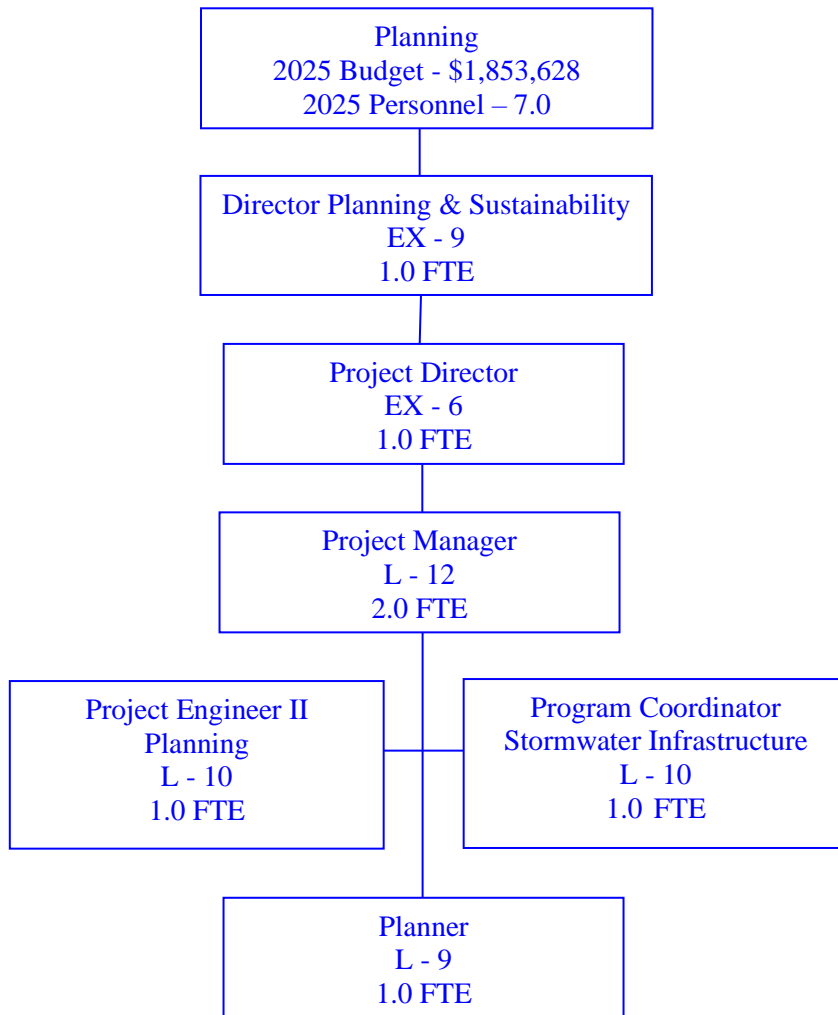 Planning
2025 Budget - $1,853,628
2025 Personnel – 7.0
Director Planning & Sustainability
EX - 9
1.0 FTE
Project Director
EX - 6
1.0 FTE
Project Manager
L - 12
2.0 FTE
Project Engineer II
Planning
L - 10
1.0 FTE
Program Coordinator
Stormwater Infrastructure
L - 10
1.0 FTE
Planner
L - 9
1.0 FTE